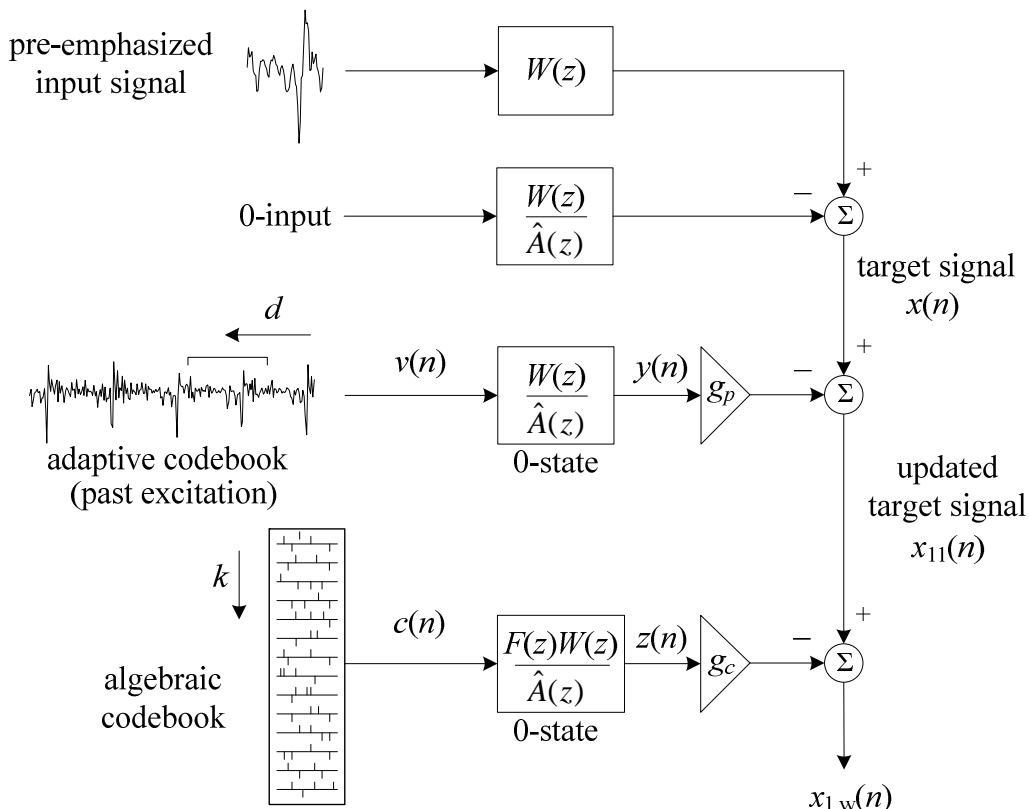 pre-emphasized
input signal
W(z)
+
0-input
W(z)
Â(z)
−
Σ
target signal
x(n)
d
+
v(n)
W(z)
Â(z)
y(n)
g_p
−
Σ
0-state
adaptive codebook
(past excitation)
updated
target signal
x_11(n)
k
+
c(n)
F(z)W(z)
Â(z)
z(n)
g_c
−
Σ
0-state
algebraic
codebook